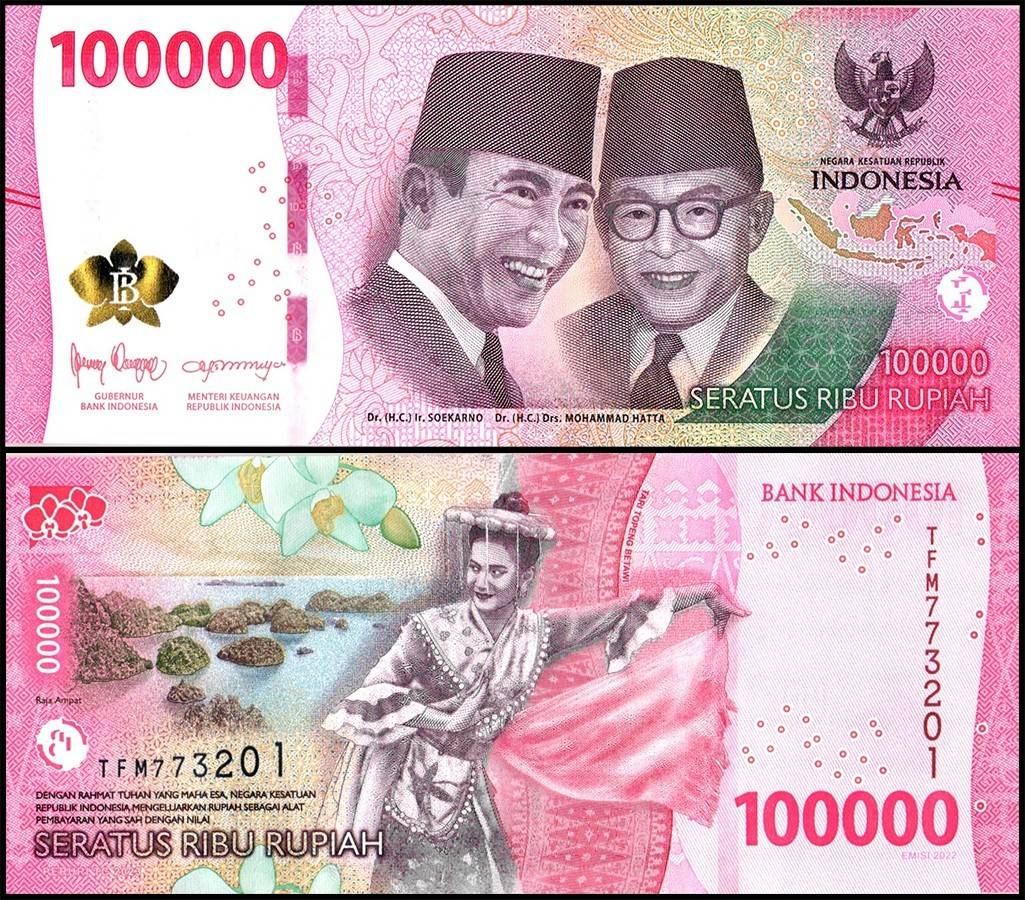 100000
NEGARA KESATUAN REPUBLIK
INDONESIA
GUBERNUR
BANK INDONESIA
MENTERI KEUANGAN
REPUBLIK INDONESIA
100000
SERATUS RIBU RUPIAH
Dr. (H.C.) Ir. SOEKARNO
Dr. (H.C.) Drs. MOHAMMAD HATTA
TARI TOPENG BETAWI
BANK INDONESIA
TFM773201
100000
Raja Ampat
TFM773201
DENGAN RAHMAT TUHAN YANG MAHA ESA, NEGARA KESATUAN
REPUBLIK INDONESIA MENGELUARKAN RUPIAH SEBAGAI ALAT
PEMBAYARAN YANG SAH DENGAN NILAI
SERATUS RIBU RUPIAH
100000
EMISI 2022